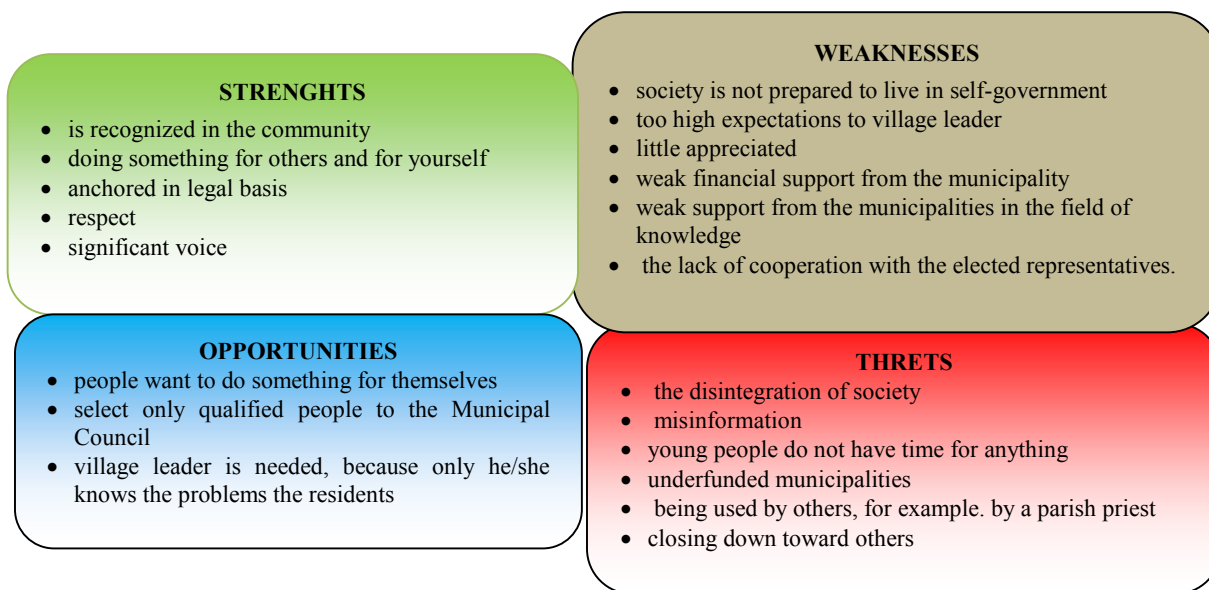 STRENGHTS
• is recognized in the community
• doing something for others and for yourself
• anchored in legal basis
• respect
• significant voice
WEAKNESSES
• society is not prepared to live in self-government
• too high expectations to village leader
• little appreciated
• weak financial support from the municipality
• weak support from the municipalities in the field of
knowledge
• the lack of cooperation with the elected representatives.
OPPORTUNITIES
• people want to do something for themselves
• select only qualified people to the Municipal
Council
• village leader is needed, because only he/she
knows the problems the residents
THRETS
• the disintegration of society
• misinformation
• young people do not have time for anything
• underfunded municipalities
• being used by others, for example. by a parish priest
• closing down toward others